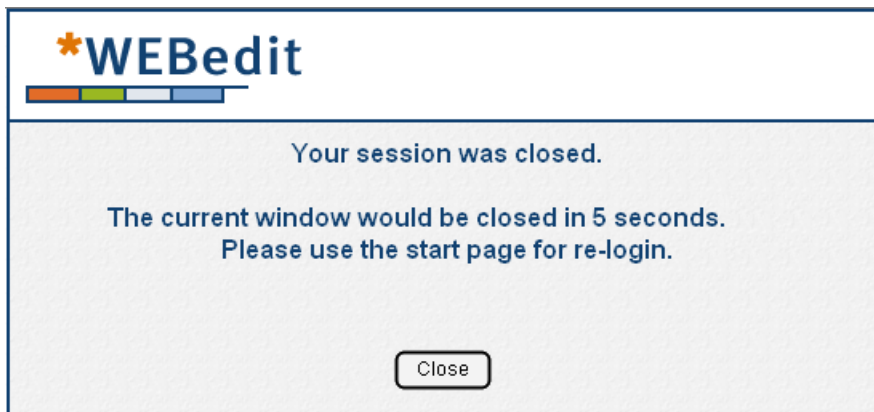 *WEBedit
Your session was closed.
The current window would be closed in 5 seconds.
Please use the start page for re-login.
Close